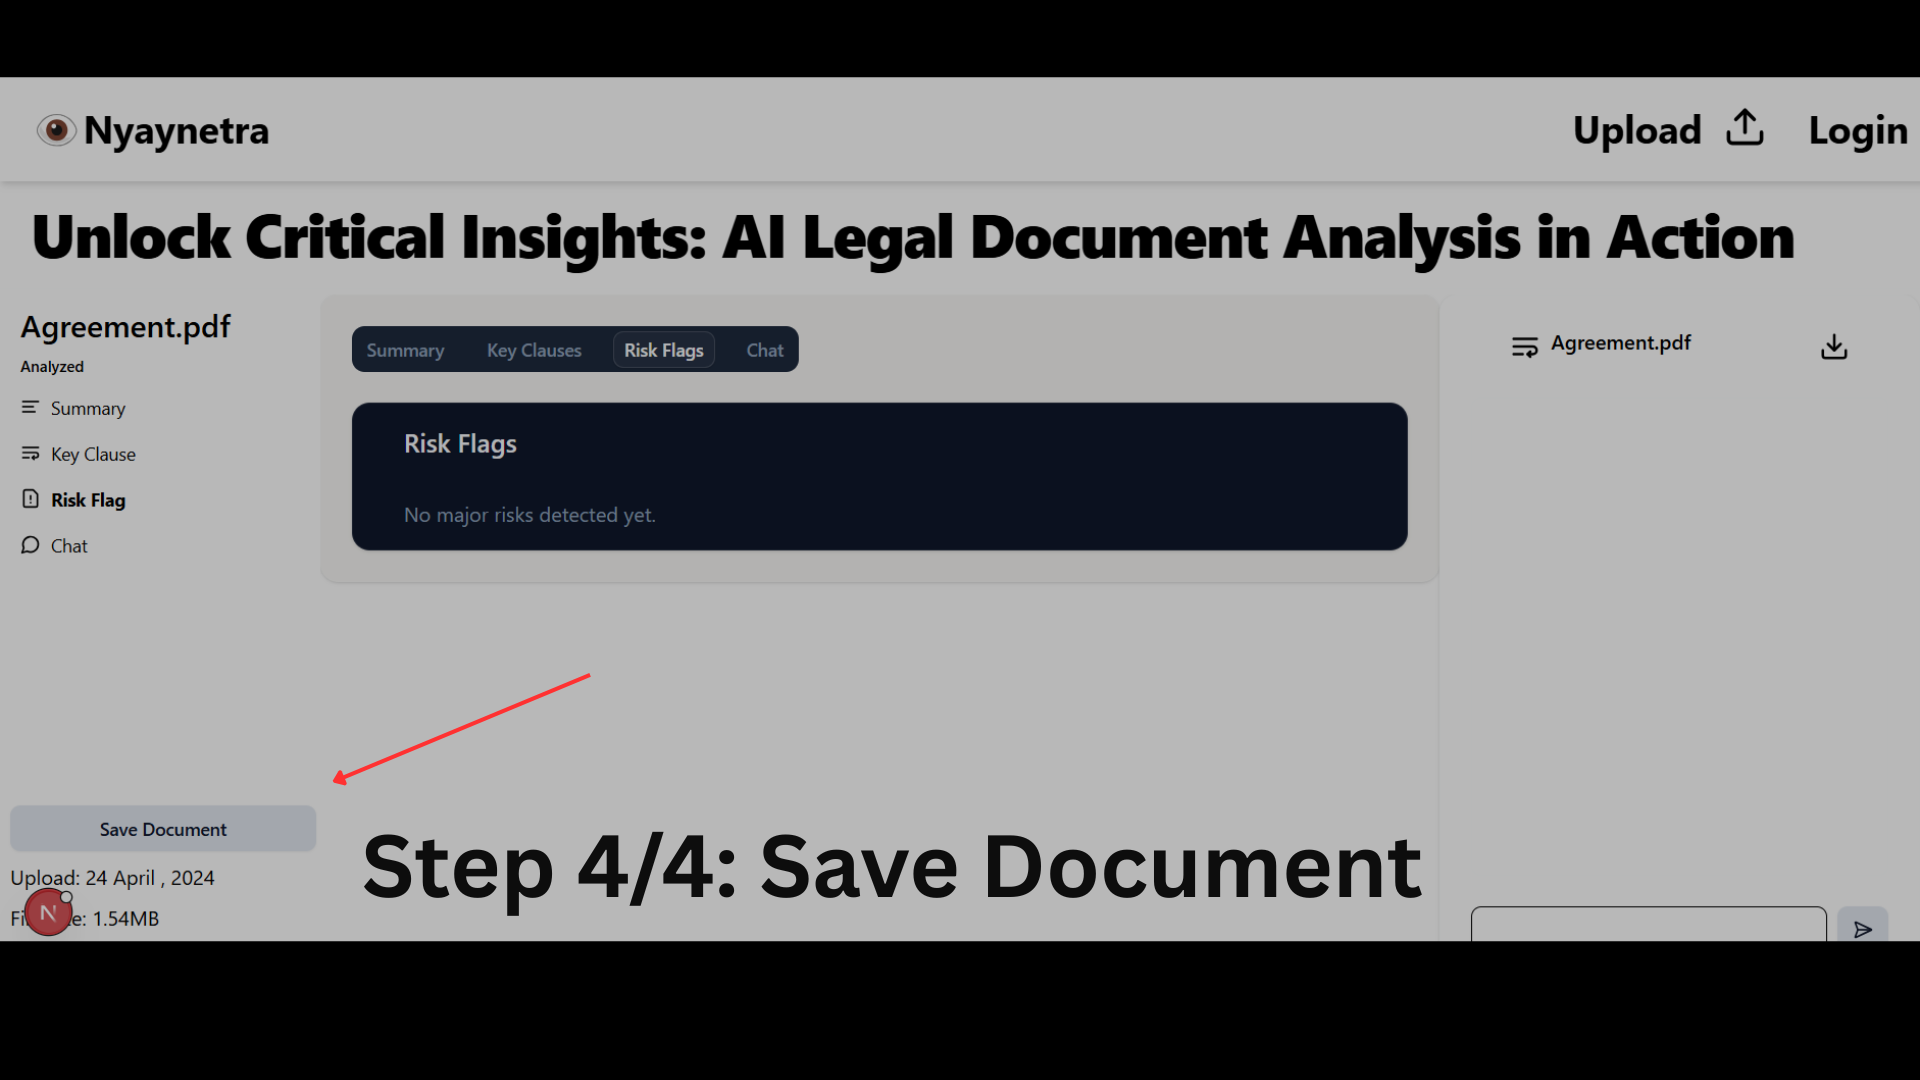 Nyaynetra
Upload
Login
Unlock Critical Insights: AI Legal Document Analysis in Action
Agreement.pdf
Analyzed
Summary
Key Clause
Risk Flag
Chat
Summary
Key Clauses
Risk Flags
Chat
Risk Flags
No major risks detected yet.
Agreement.pdf
Save Document
Upload: 24 April , 2024
1.54MB
N
Step 4/4: Save Document